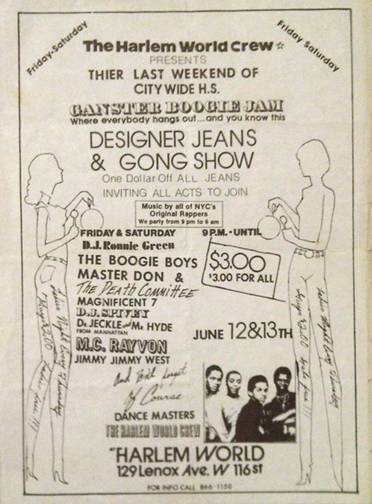 Friday-Saturday
Friday Saturday
The Harlem World Crew
PRESENTS
THIER LAST WEEKEND OF
CITY WIDE H.S.
GANSTER BOOGIE JAM
Where everybody hangs out...and you know this
DESIGNER JEANS
& GONG SHOW
One Dollar Off ALL JEANS
INVITING ALL ACTS TO JOIN
Music by all of NYC's
Original Rappers
We party from 9 pm to 6 am
FRIDAY & SATURDAY 9 P.M.-UNTIL
D.J. Ronnie Green
THE BOOGIE BOYS
MASTER DON &
The Death Committee
MAGNIFICENT 7
D.J. SPIVEY
Dr JECKLE and Mr. HYDE
FROM MANHATTAN
M.C. RAYVON
JIMMY JIMMY WEST
$3.00
$3.00 FOR ALL
JUNE 12&13TH
And
Of Course
DANCE MASTERS
THE HARLEM WORLD CREW
HARLEM WORLD
129 Lenox Ave. W 116 st
FOR INFO CALL 866-1150